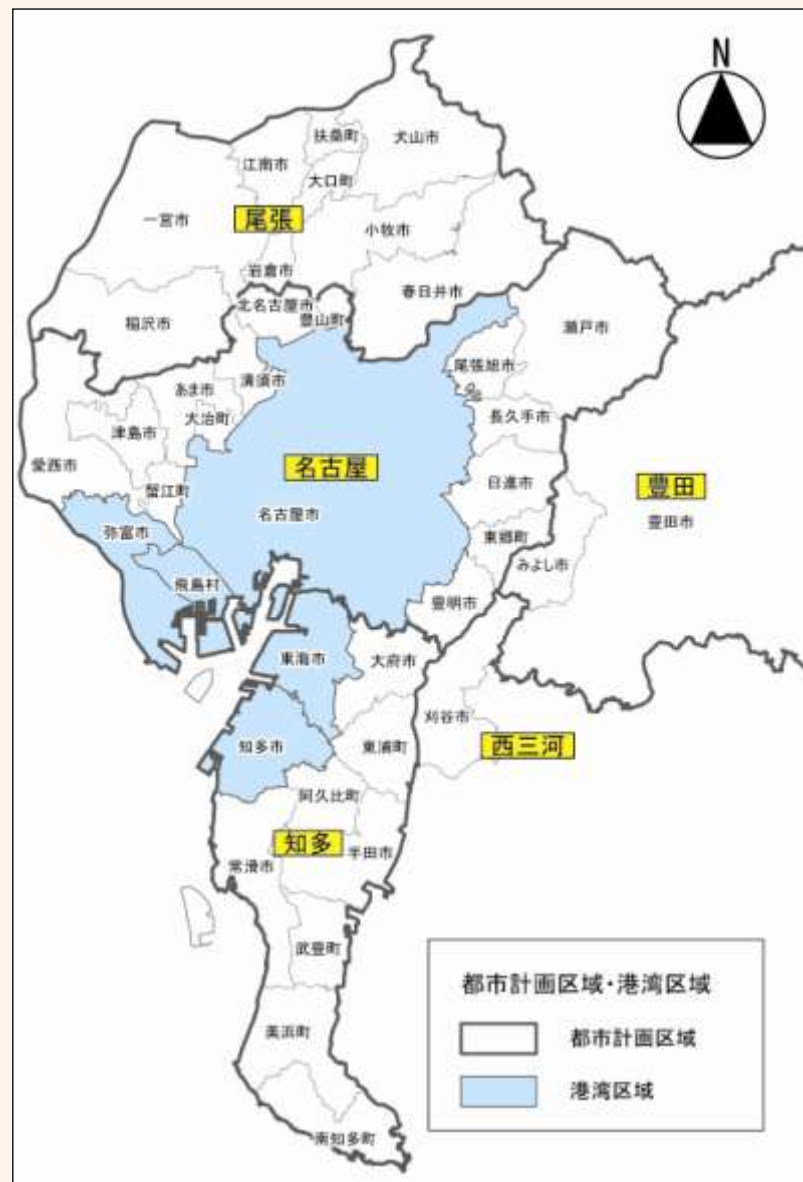 N
扶桑町
犬山市
江南市
大口町
一宮市
尾張
小牧市
岩倉市
春日井市
北名古屋市
豊山町
稲沢市
瀬戸市
尾張旭市
清須市
あま市
大治町
長久手市
津島市
愛西市
名古屋
日進市
豊田
蟹江町
名古屋市
豊田市
弥富市
東郷町
みよし市
飛島村
豊明市
東海市
大府市
刈谷市
知多市
東浦町
西三河
阿久比町
知多
半田市
常滑市
武豊町
都市計画区域・港湾区域
美浜町
都市計画区域
港湾区域
南知多町